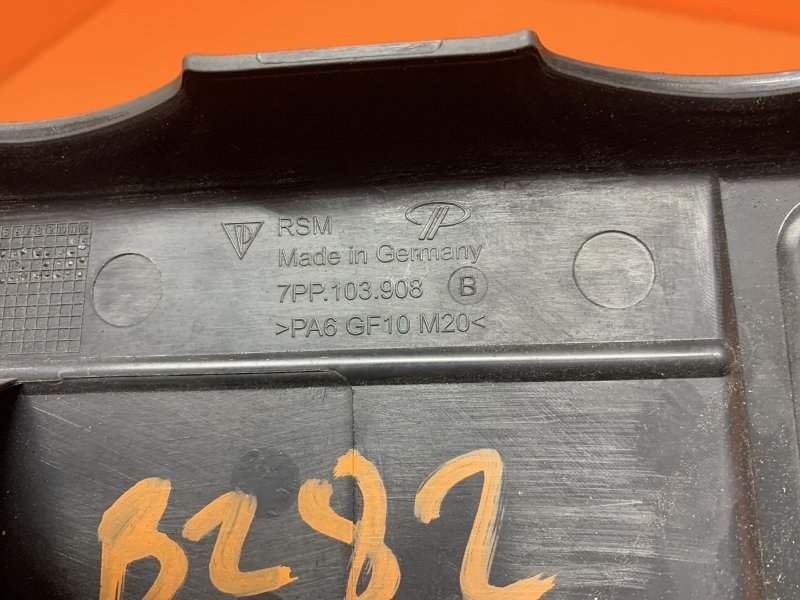 RSM
Made in Germany
7PP.103.908 B
>PA6 GF10 M20<
B282